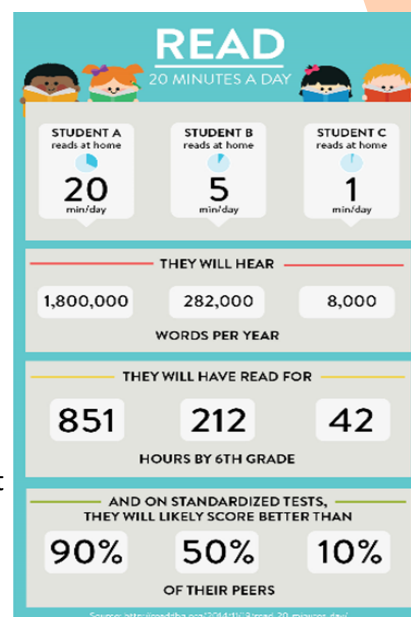 READ
20 MINUTES A DAY
STUDENT A
reads at home
20
min/day
STUDENT B
reads at home
5
min/day
STUDENT C
reads at home
1
min/day
THEY WILL HEAR
1,800,000 282,000 8,000
WORDS PER YEAR
THEY WILL HAVE READ FOR
851 212 42
HOURS BY 6TH GRADE
t
AND ON STANDARDIZED TESTS,
THEY WILL LIKELY SCORE BETTER THAN
90% 50% 10%
OF THEIR PEERS